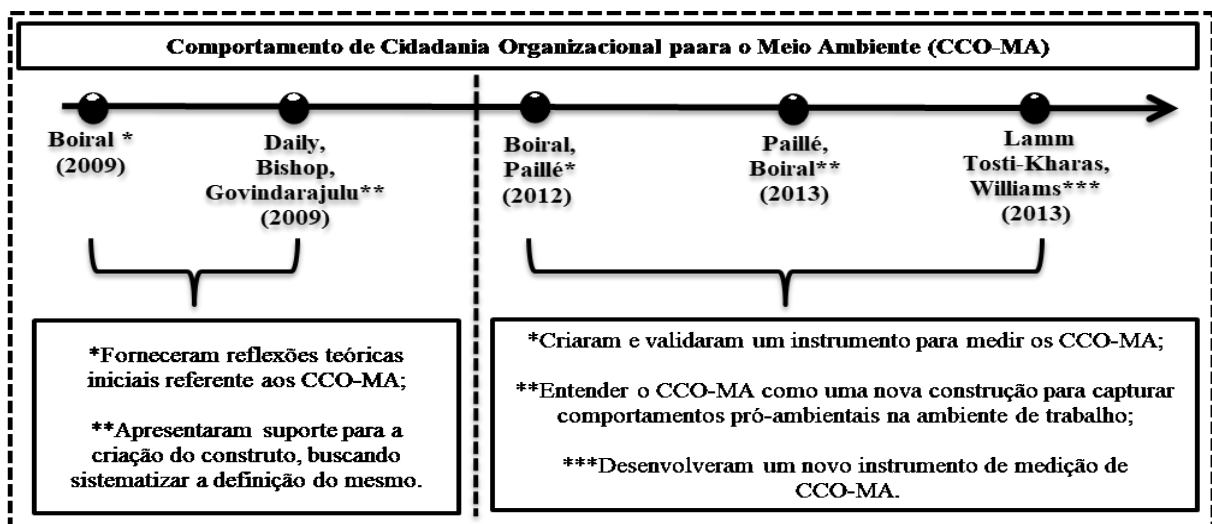 Comportamento de Cidadania Organizacional paara o Meio Ambiente (CCO-MA)
Boiral *
(2009)
Daily,
Bishop,
Govindarajulu**
(2009)
Boiral,
Paillé*
(2012)
Paillé,
Boiral**
(2013)
Lamm
Tosti-Kharas,
Williams***
(2013)
*Forneceram reflexões teóricas
iniciais referente aos CCO-MA;
**Apresentaram suporte para a
criação do construto, buscando
sistematizar a definição do mesmo.
*Criaram e validaram um instrumento para medir os CCO-MA;
**Entender o CCO-MA como uma nova construção para capturar
comportamentos pró-ambientais na ambiente de trabalho;
***Desenvolveram um novo instrumento de medição de
CCO-MA.